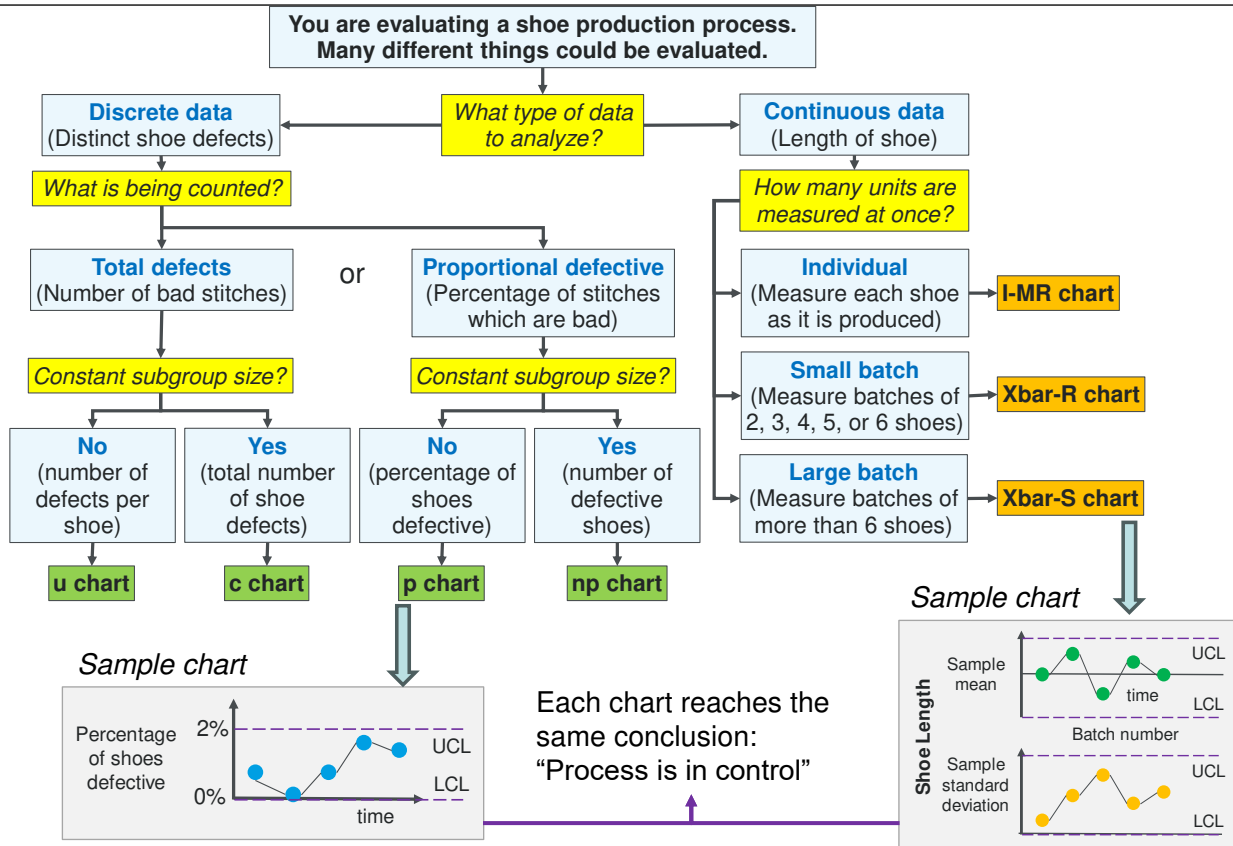 You are evaluating a shoe production process.
Many different things could be evaluated.
Discrete data
(Distinct shoe defects)
What type of data
to analyze?
Continuous data
(Length of shoe)
What is being counted?
How many units are
measured at once?
Total defects
(Number of bad stitches)
or
Proportional defective
(Percentage of stitches
which are bad)
Individual
(Measure each shoe
as it is produced)
I-MR chart
Constant subgroup size?
Constant subgroup size?
Small batch
(Measure batches of
2, 3, 4, 5, or 6 shoes)
Xbar-R chart
No
(number of
defects per
shoe)
Yes
(total number
of shoe
defects)
No
(percentage of
shoes
defective)
Yes
(number of
defective
shoes)
Large batch
(Measure batches of
more than 6 shoes)
Xbar-S chart
u chart
c chart
p chart
np chart
Sample chart
Percentage
of shoes
defective
2%
0%
UCL
LCL
time
Each chart reaches the
same conclusion:
“Process is in control”
Sample chart
Shoe Length
Sample
mean
UCL
time
LCL
Batch number
Sample
standard
deviation
UCL
LCL